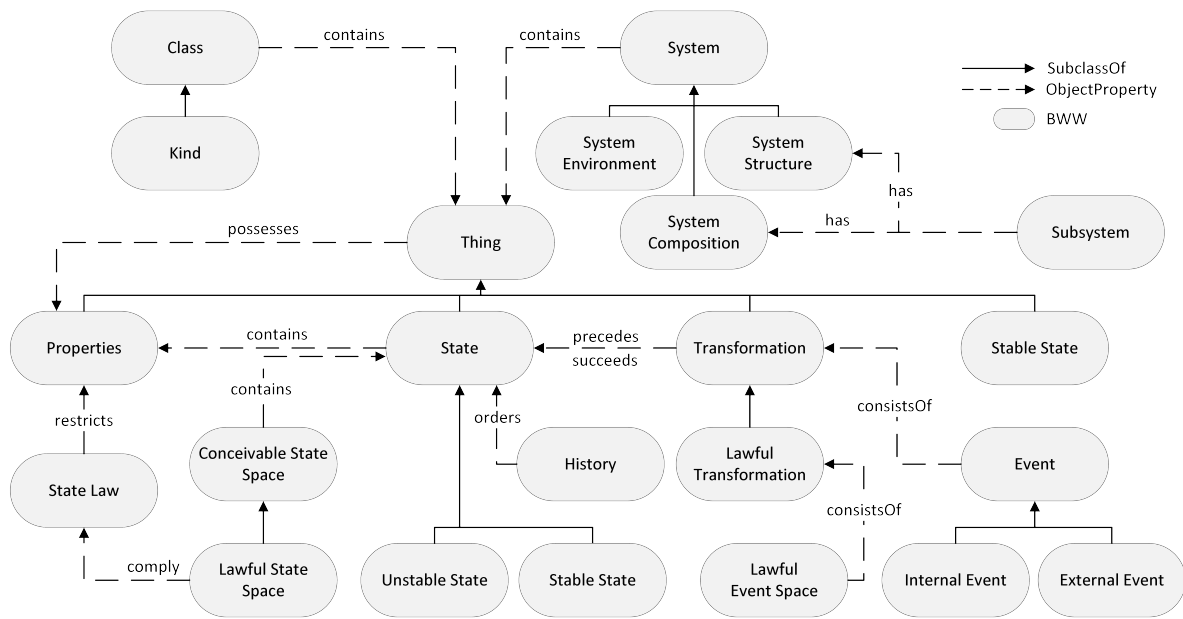 Class
contains
contains
System
SubclassOf
ObjectProperty
BWW
Kind
System
Environment
System
Structure
has
possesses
Thing
System
Composition
has
Subsystem
Properties
contains
State
precedes
succeeds
Transformation
Stable State
contains
restricts
orders
consistsOf
Conceivable State
Space
History
Lawful
Transformation
Event
State Law
consistsOf
comply
Lawful State
Space
Unstable State
Stable State
Lawful
Event Space
Internal Event
External Event